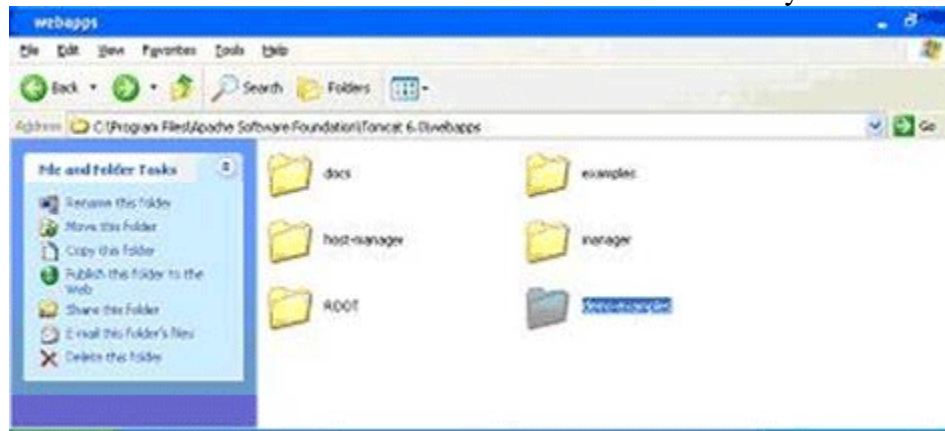 webapps
File Edit View Favorites Tools Help
Back Search Folders
Address C:\Program Files\Apache Software Foundation\Tomcat 6.0\webapps Go
File and Folder Tasks
Rename this folder
Move this folder
Copy this folder
Publish this folder to the
Web
Share this folder
E-mail this folder's files
Delete this folder
docs examples
host-manager manager
ROOT